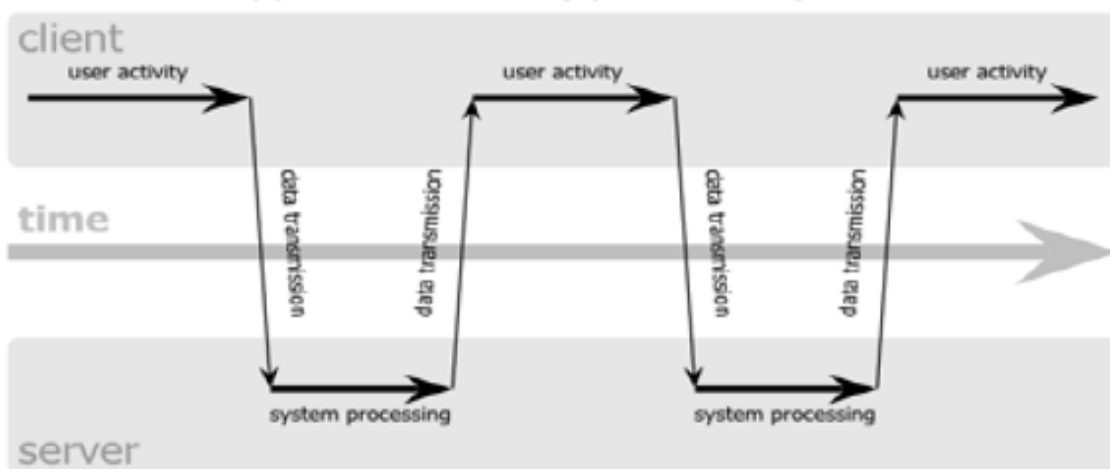 client
user activity
user activity
user activity
data transmission
data transmission
data transmission
data transmission
time
system processing
system processing
server